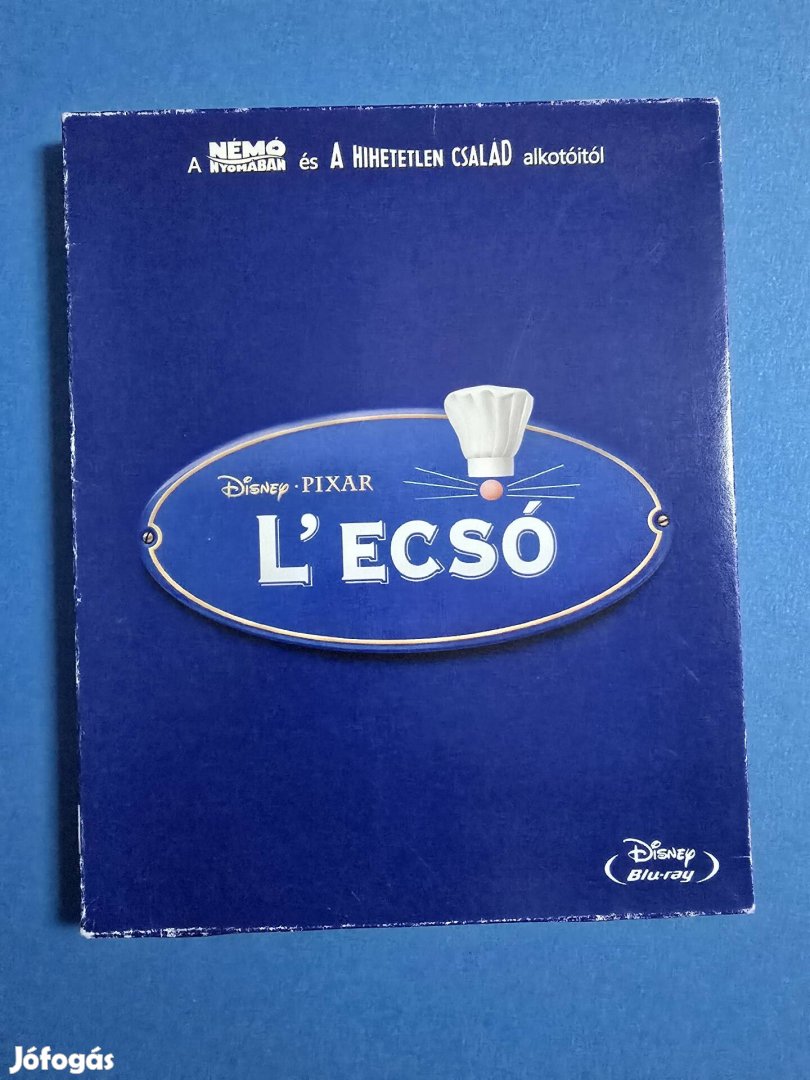 A NÉMÓ NYOMÁBAN és A HIHETETLEN CSALÁD alkotóitól
DISNEY · PIXAR
L'ECSÓ
DISNEY
Blu-ray
Jófogás